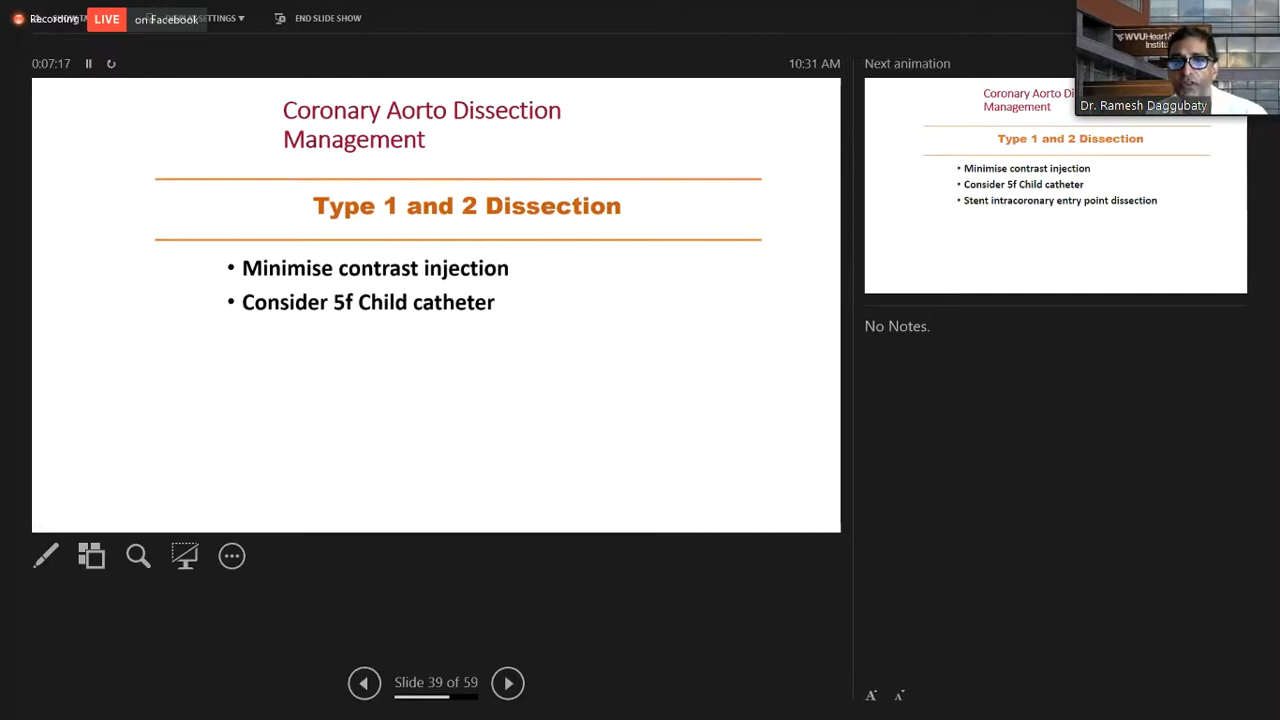 Recording
LIVE
on Facebook
SETTINGS ▾
END SLIDE SHOW
WVUHeart &
Insti
0:07:17
10:31 AM
Next animation
Dr. Ramesh Daggubaty
Coronary Aorto Dissection
Management
Type 1 and 2 Dissection
• Minimise contrast injection
• Consider 5f Child catheter
Coronary Aorto Di
Management
Type 1 and 2 Dissection
• Minimise contrast injection
• Consider 5f Child catheter
• Stent intracoronary entry point dissection
No Notes.
Slide 39 of 59
A A